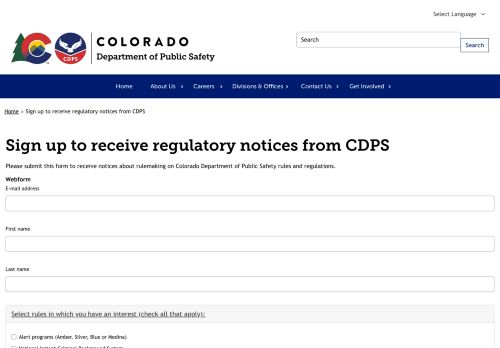 Select Language
COLORADO
Department of Public Safety
CDPS
Search
Search
Home About Us Careers Divisions & Offices Contact Us Get Involved
Home › Sign up to receive regulatory notices from CDPS
Sign up to receive regulatory notices from CDPS
Please submit this form to receive notices about rulemaking on Colorado Department of Public Safety rules and regulations.
Webform
E-mail address
First name
Last name
Select rules in which you have an interest (check all that apply):
Alert programs (Amber, Silver, Blue or Medina)